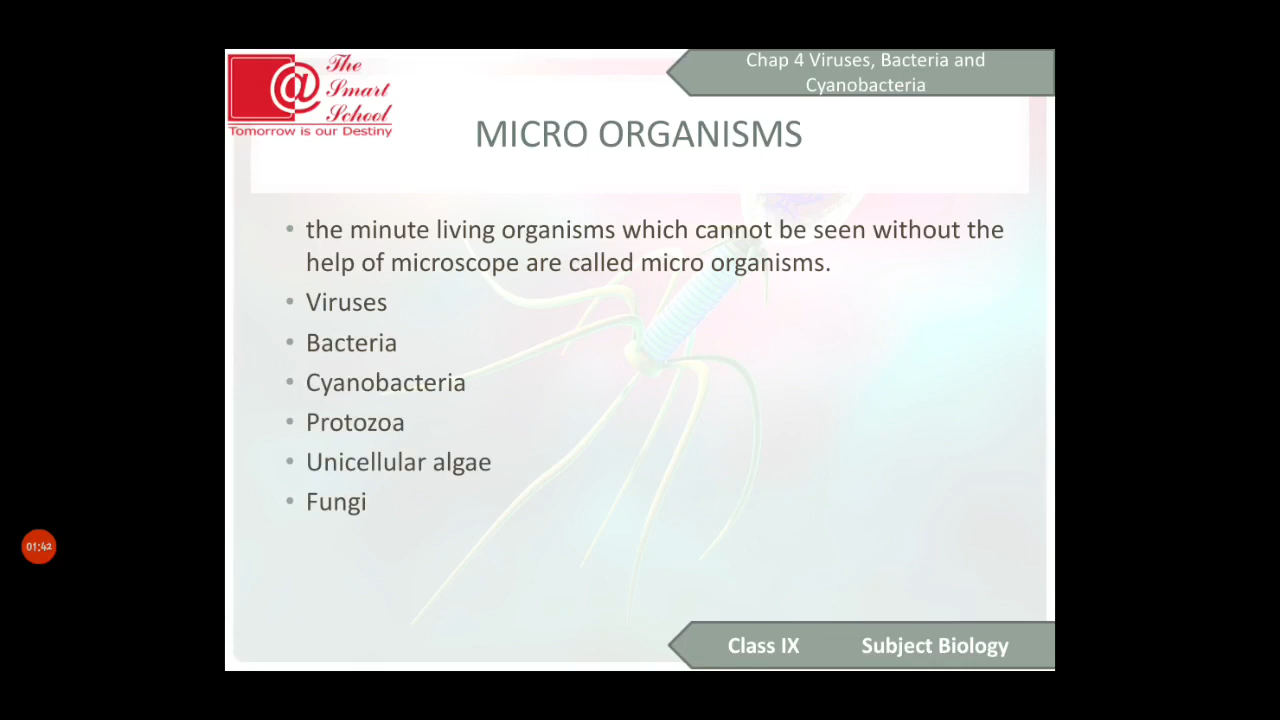 The
Smart
School
Tomorrow is our Destiny
Chap 4 Viruses, Bacteria and
Cyanobacteria
MICRO ORGANISMS
• the minute living organisms which cannot be seen without the
help of microscope are called micro organisms.
• Viruses
• Bacteria
• Cyanobacteria
• Protozoa
• Unicellular algae
• Fungi
01:42
Class IX Subject Biology